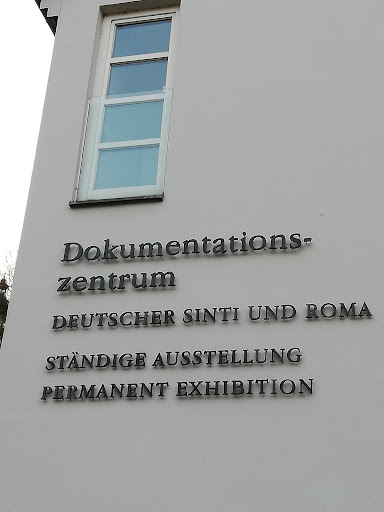 Dokumentations-
zentrum
DEUTSCHER SINTI UND ROMA
STÄNDIGE AUSSTELLUNG
PERMANENT EXHIBITION